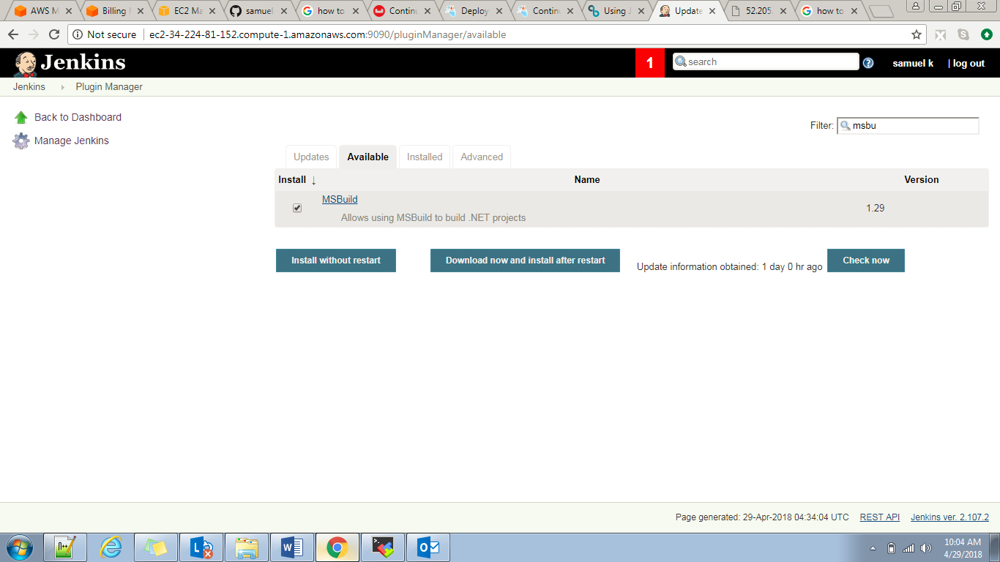 AWS M Billing EC2 Ma samuel how to Continu Deploy Continu Using J Update 52.205. how to
Not secure ec2-34-224-81-152.compute-1.amazonaws.com:9090/pluginManager/available
Jenkins 1 search ? samuel k | log out
Jenkins Plugin Manager
Back to Dashboard
Manage Jenkins
Filter: msbu
Updates Available Installed Advanced
Install ↓ Name Version
MSBuild
Allows using MSBuild to build .NET projects
1.29
Install without restart Download now and install after restart Update information obtained: 1 day 0 hr ago Check now
Page generated: 29-Apr-2018 04:34:04 UTC REST API Jenkins ver. 2.107.2
10:04 AM
4/29/2018